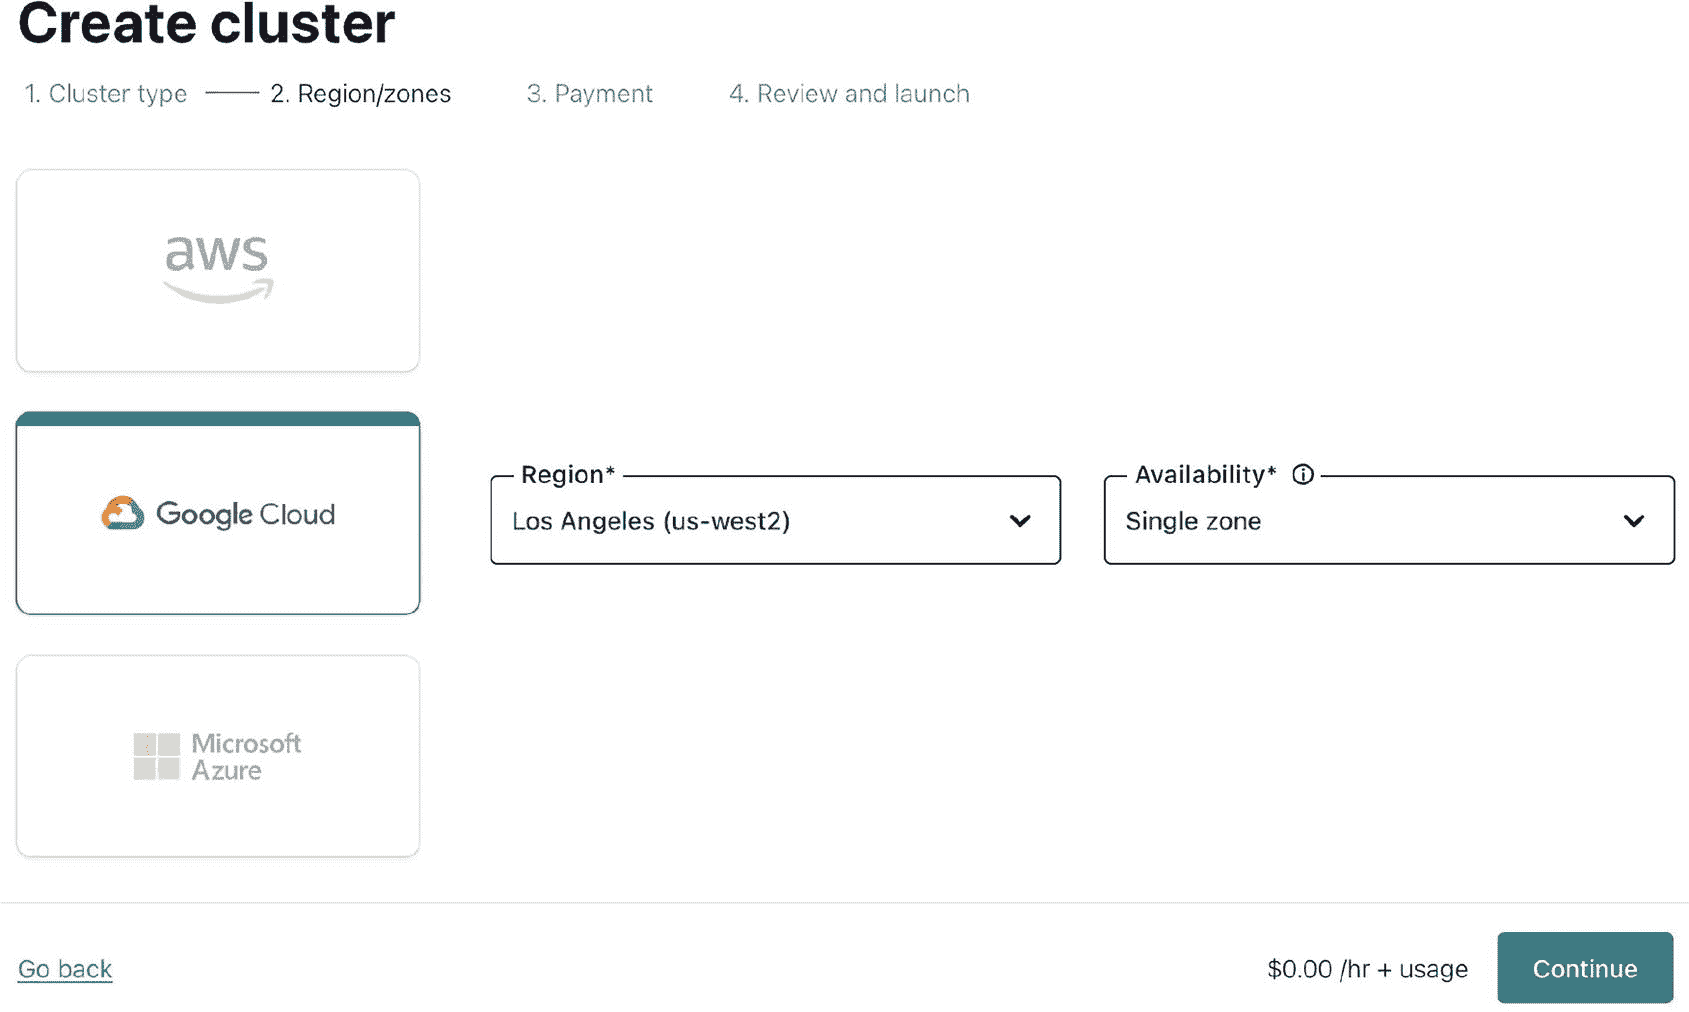 Create cluster
1. Cluster type
2. Region/zones
3. Payment
4. Review and launch
aws
Google Cloud
Region*
Los Angeles (us-west2)
Availability*
Single zone
Microsoft
Azure
Go back
$0.00 /hr + usage
Continue